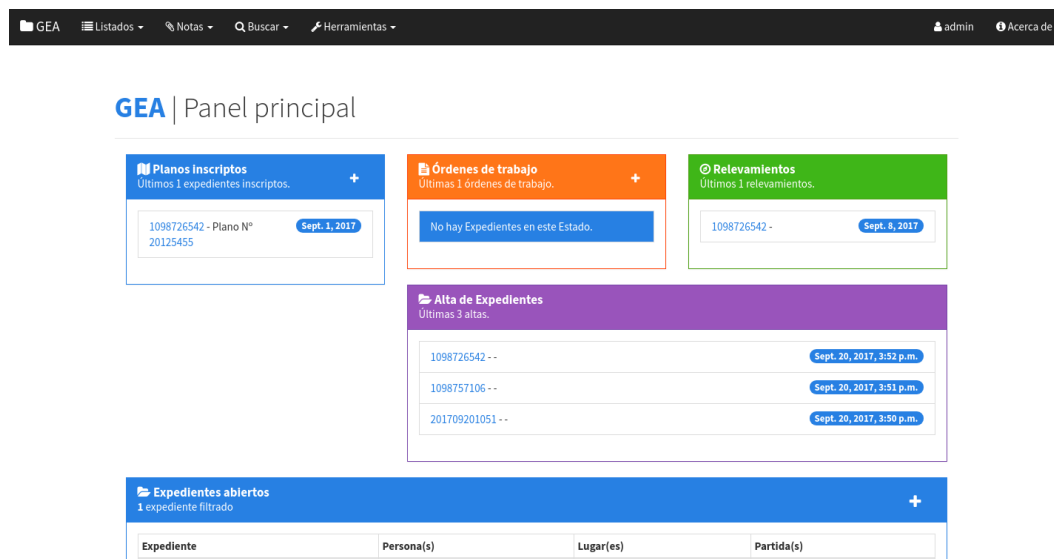 GEA Listados Notas Buscar Herramientas admin Acerca de
GEA | Panel principal
Planos inscriptos
Últimos 1 expedientes inscriptos.
1098726542 - Plano Nº Sept. 1, 2017
20125455
Órdenes de trabajo
Últimas 1 órdenes de trabajo.
No hay Expedientes en este Estado.
Relevamientos
Últimos 1 relevamientos.
1098726542 - Sept. 8, 2017
Alta de Expedientes
Últimas 3 altas.
1098726542 - - Sept. 20, 2017, 3:52 p.m.
1098757106 - - Sept. 20, 2017, 3:51 p.m.
201709201051 - - Sept. 20, 2017, 3:50 p.m.
Expedientes abiertos
1 expediente filtrado
Expediente Persona(s) Lugar(es) Partida(s)